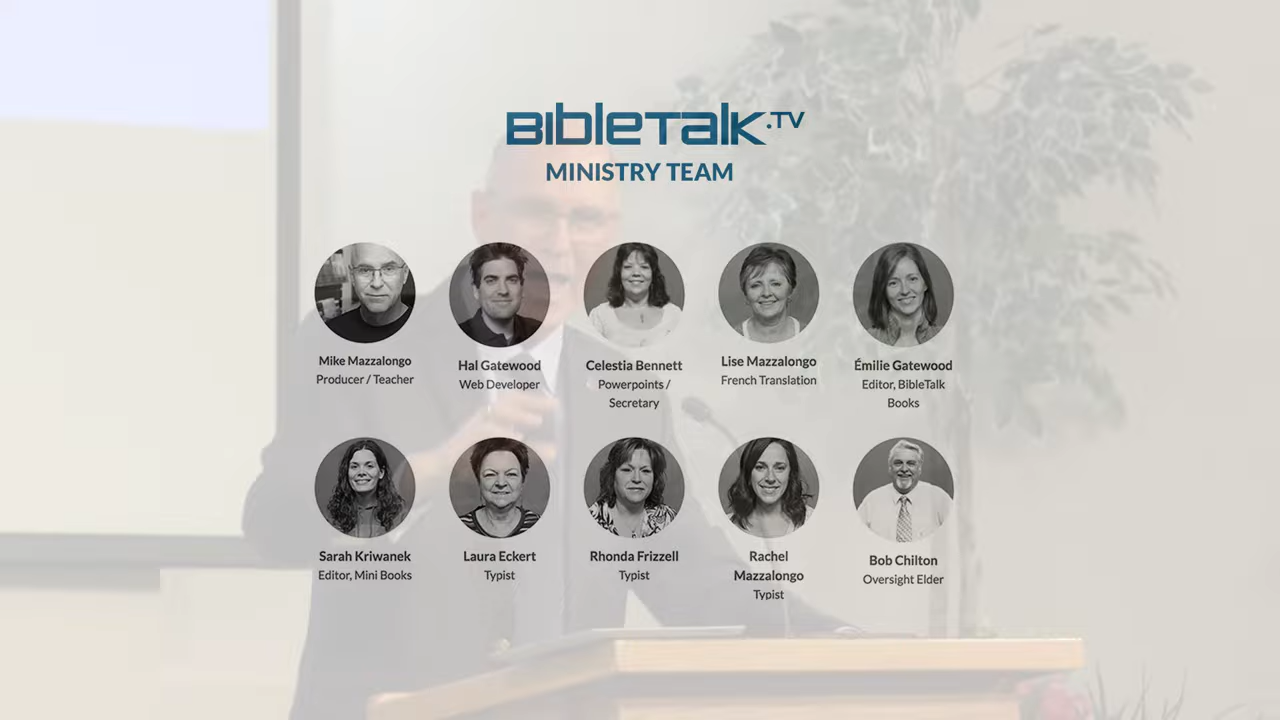 BibleTalk.TV
MINISTRY TEAM
Mike Mazzalongo
Producer / Teacher
Hal Gatewood
Web Developer
Celestia Bennett
Powerpoints /
Secretary
Lise Mazzalongo
French Translation
Émilie Gatewood
Editor, BibleTalk
Books
Sarah Kriwanek
Editor, Mini Books
Laura Eckert
Typist
Rhonda Frizzell
Typist
Rachel
Mazzalongo
Typist
Bob Chilton
Oversight Elder